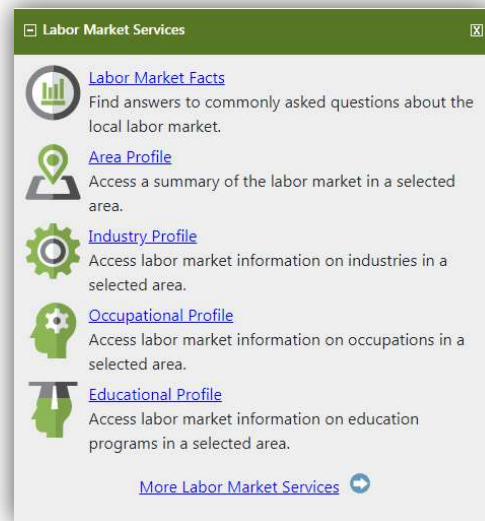 Labor Market Services
Labor Market Facts
Find answers to commonly asked questions about the
local labor market.
Area Profile
Access a summary of the labor market in a selected
area.
Industry Profile
Access labor market information on industries in a
selected area.
Occupational Profile
Access labor market information on occupations in a
selected area.
Educational Profile
Access labor market information on education
programs in a selected area.
More Labor Market Services